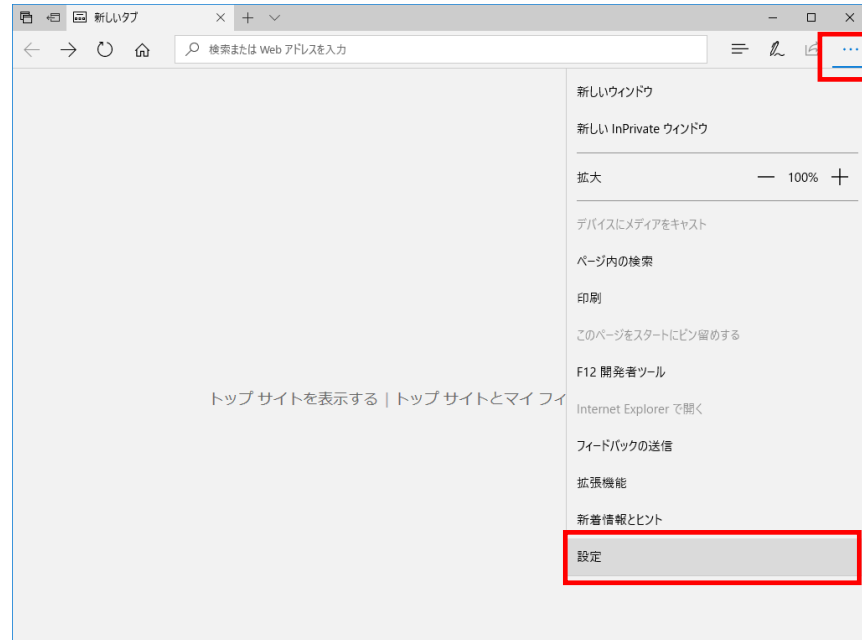 新しいタブ
検索または Web アドレスを入力
新しいウィンドウ
新しい InPrivate ウィンドウ
拡大 100%
デバイスにメディアをキャスト
ページ内の検索
印刷
このページをスタートにピン留めする
F12 開発者ツール
トップ サイトを表示する | トップ サイトとマイ フィ
Internet Explorer で開く
フィードバックの送信
拡張機能
新着情報とヒント
設定